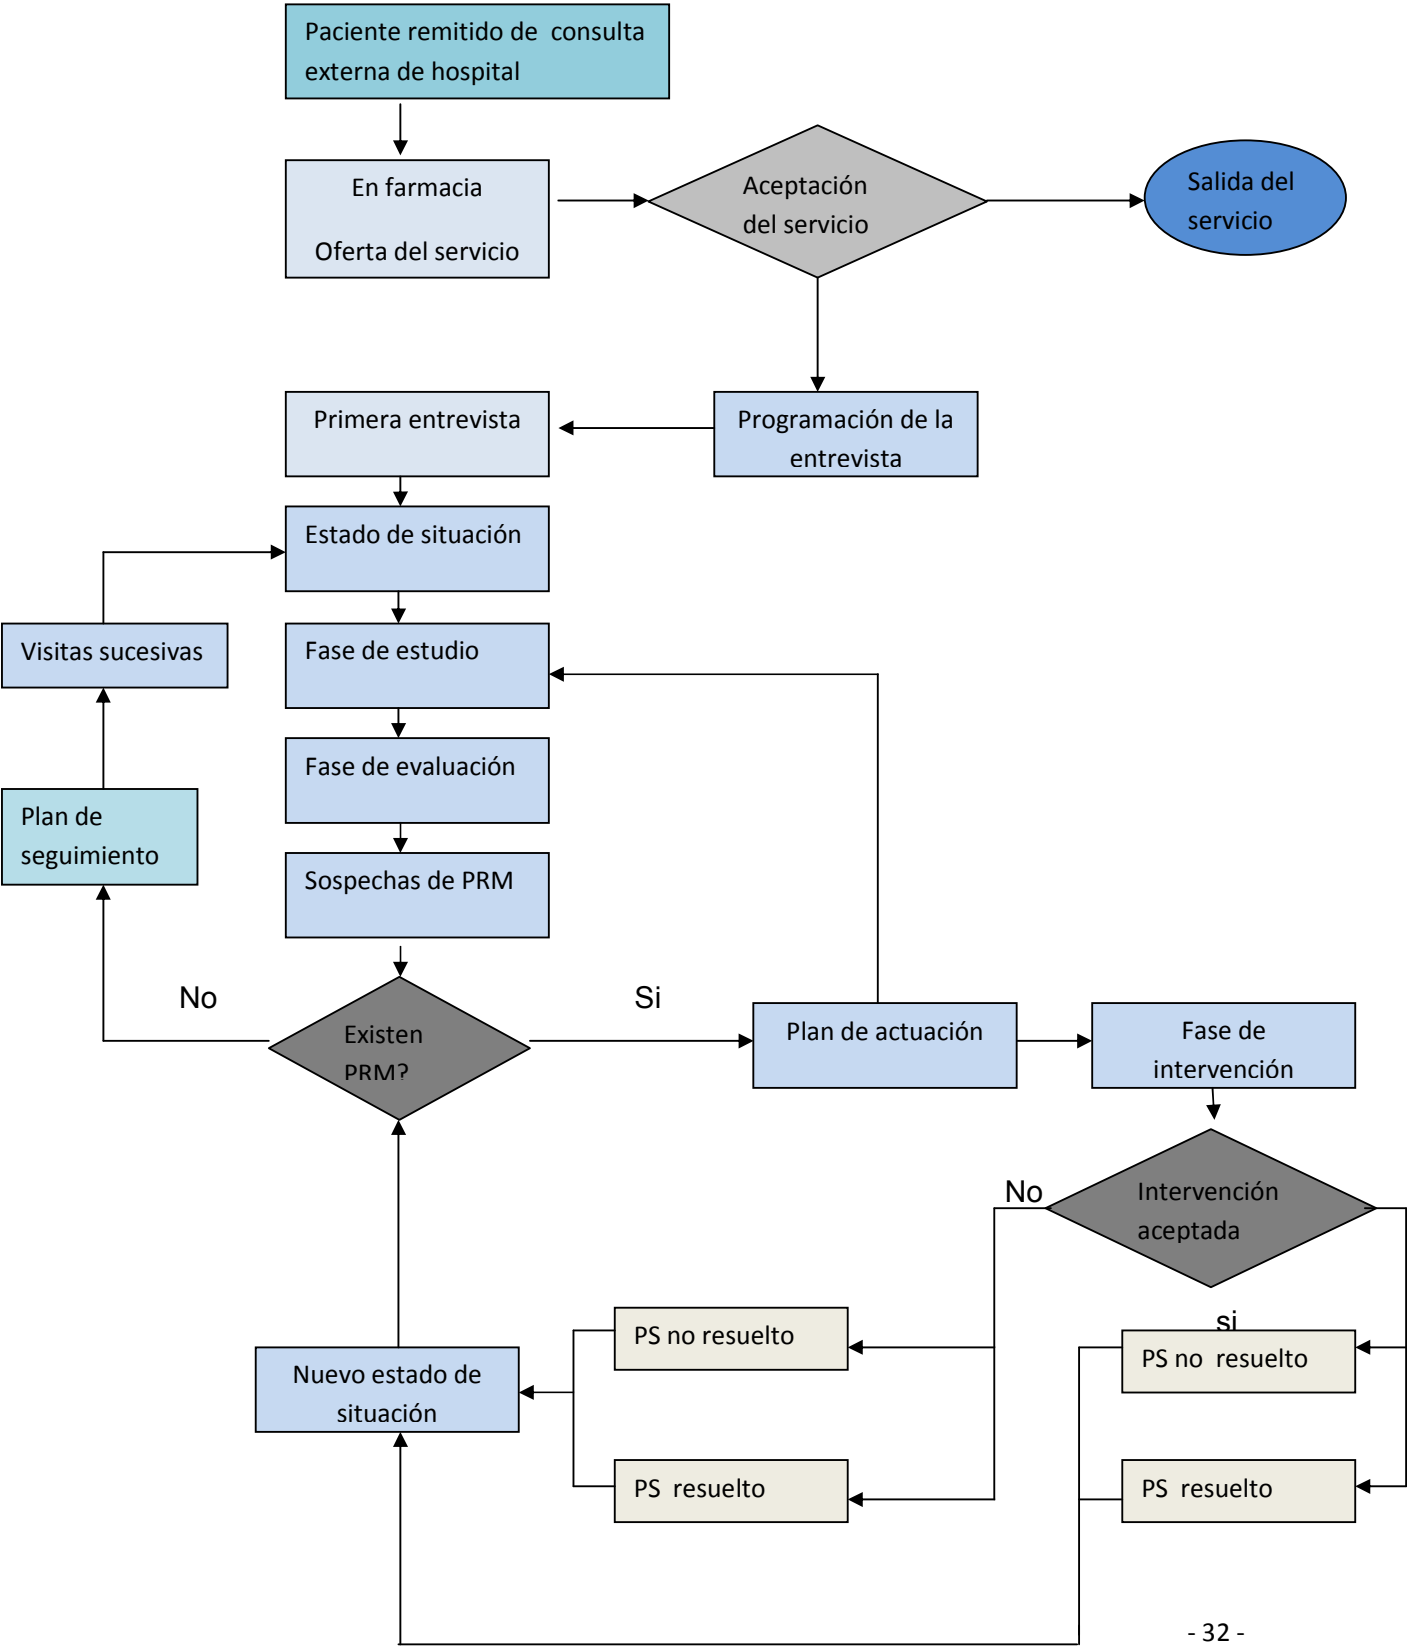 Paciente remitido de consulta
externa de hospital
En farmacia
Oferta del servicio
Aceptación
del servicio
Salida del
servicio
Primera entrevista
Programación de la
entrevista
Estado de situación
Visitas sucesivas
Fase de estudio
Fase de evaluación
Plan de
seguimiento
Sospechas de PRM
No
Si
Existen
PRM?
Plan de actuación
Fase de
intervención
No
Intervención
aceptada
si
PS no resuelto
PS no resuelto
Nuevo estado de
situación
PS resuelto
PS resuelto
- 32 -